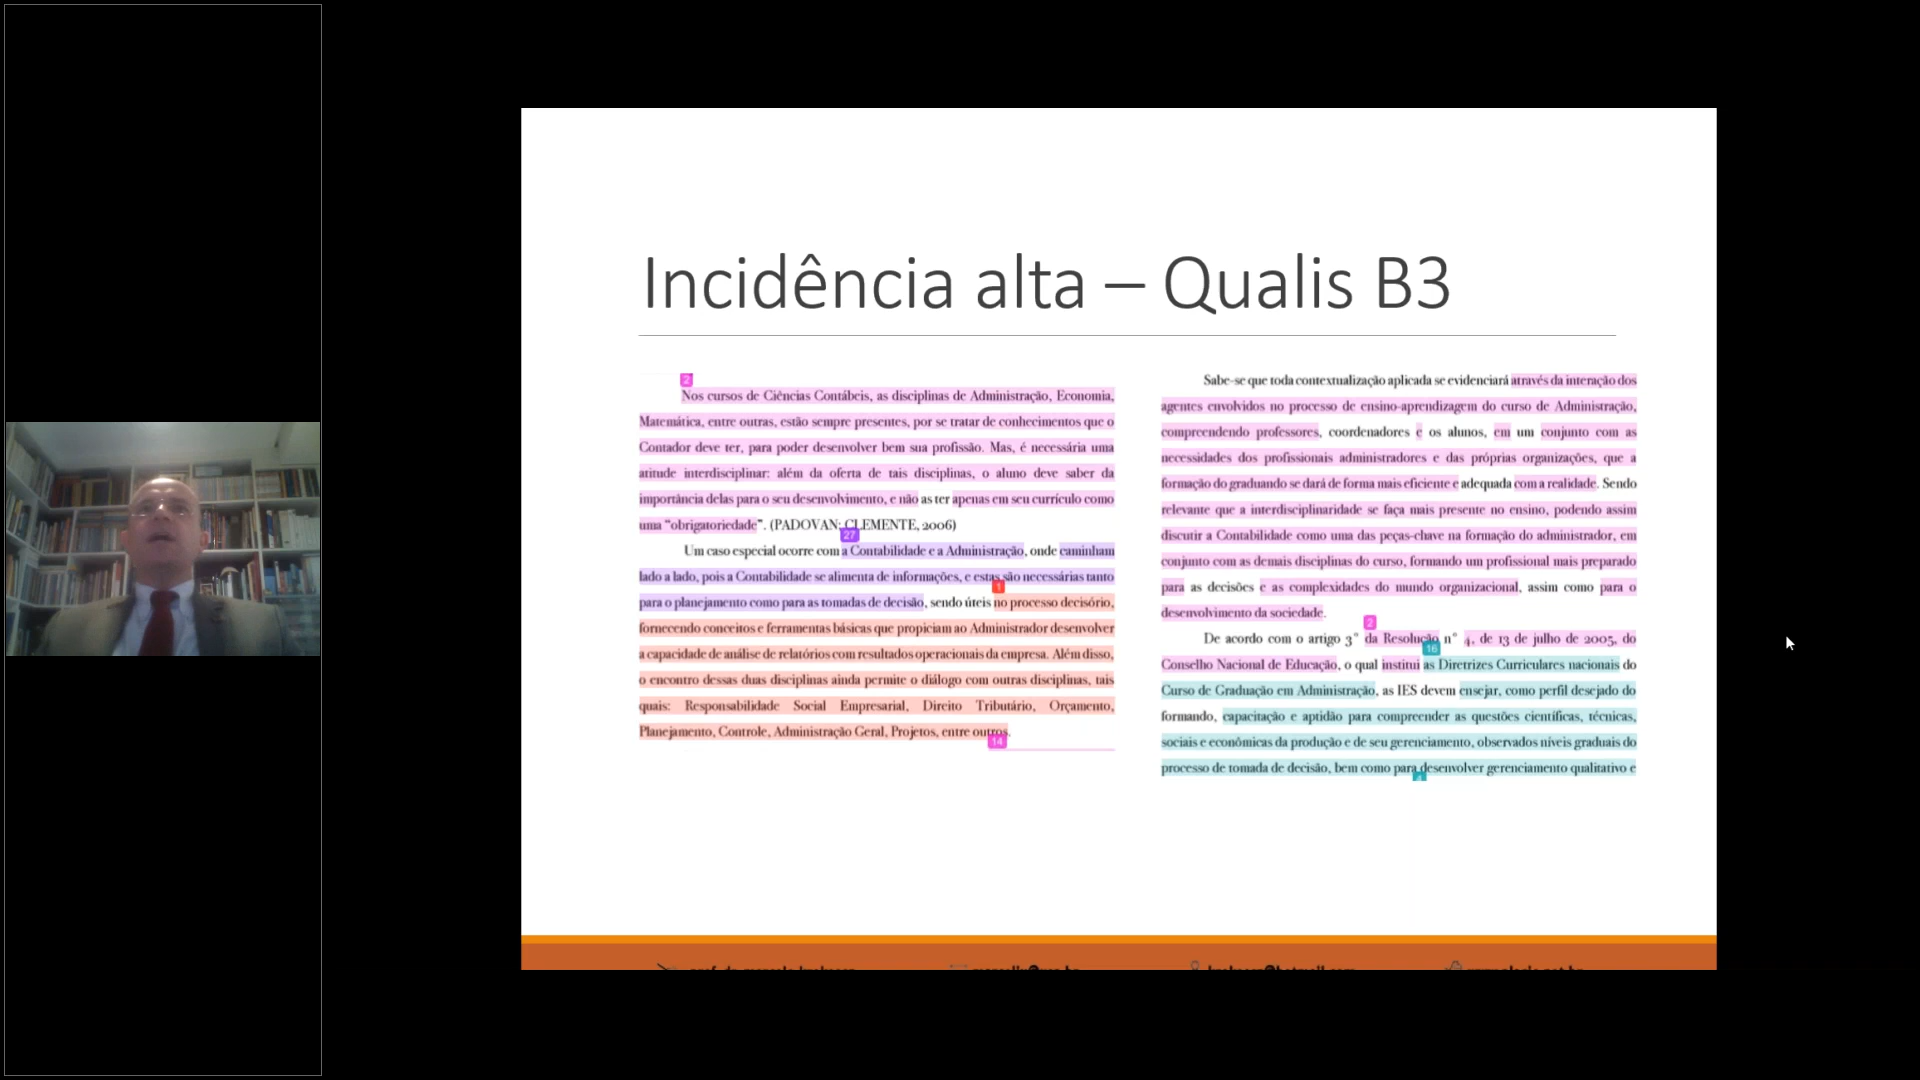 Incidência alta – Qualis B3
2
Nos cursos de Ciências Contábeis, as disciplinas de Administração, Economia,
Matemática, entre outras, estão sempre presentes, por se tratar de conhecimentos que o
Contador deve ter, para poder desenvolver bem sua profissão. Mas, é necessária uma
atitude interdisciplinar: além da oferta de tais disciplinas, o aluno deve saber da
importância delas para o seu desenvolvimento, e não as ter apenas em seu currículo como
uma “obrigatoriedade”. (PADOVAN; CLEMENTE, 2006)
27
Um caso especial ocorre com a Contabilidade e a Administração, onde caminham
lado a lado, pois a Contabilidade se alimenta de informações, e estas são necessárias tanto
1
para o planejamento como para as tomadas de decisão, sendo úteis no processo decisório,
fornecendo conceitos e ferramentas básicas que propiciam ao Administrador desenvolver
a capacidade de análise de relatórios com resultados operacionais da empresa. Além disso,
o encontro dessas duas disciplinas ainda permite o diálogo com outras disciplinas, tais
quais: Responsabilidade Social Empresarial, Direito Tributário, Orçamento,
Planejamento, Controle, Administração Geral, Projetos, entre outros.
14
Sabe-se que toda contextualização aplicada se evidenciará através da interação dos
agentes envolvidos no processo de ensino-aprendizagem do curso de Administração,
compreendendo professores, coordenadores e os alunos, em um conjunto com as
necessidades dos profissionais administradores e das próprias organizações, que a
formação do graduando se dará de forma mais eficiente e adequada com a realidade. Sendo
relevante que a interdisciplinaridade se faça mais presente no ensino, podendo assim
discutir a Contabilidade como uma das peças-chave na formação do administrador, em
conjunto com as demais disciplinas do curso, formando um profissional mais preparado
para as decisões e as complexidades do mundo organizacional, assim como para o
desenvolvimento da sociedade.
2
De acordo com o artigo 3° da Resolução n° 4, de 13 de julho de 2005, do
16
Conselho Nacional de Educação, o qual institui as Diretrizes Curriculares nacionais do
Curso de Graduação em Administração, as IES devem ensejar, como perfil desejado do
formando, capacitação e aptidão para compreender as questões científicas, técnicas,
sociais e econômicas da produção e de seu gerenciamento, observados níveis graduais do
processo de tomada de decisão, bem como para desenvolver gerenciamento qualitativo e